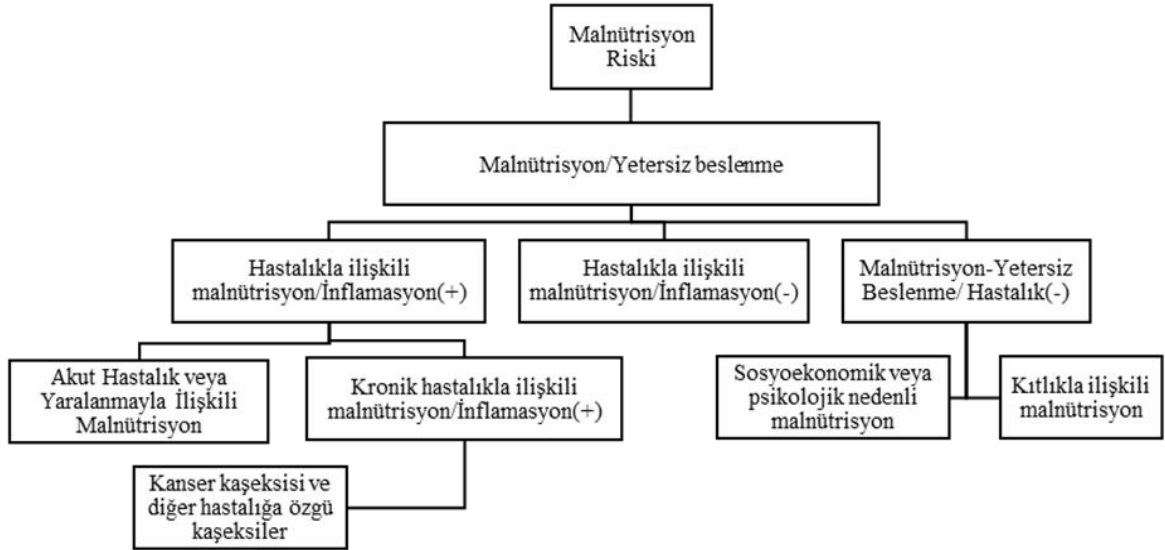 Malnütrisyon
Riski
Malnütrisyon/Yetersiz beslenme
Hastalıkla ilişkili
malnütrisyon/İnflamasyon(+)
Hastalıkla ilişkili
malnütrisyon/İnflamasyon(-)
Malnütrisyon-Yetersiz
Beslenme/ Hastalık(-)
Akut Hastalık veya
Yaralanmayla İlişkili
Malnütrisyon
Kronik hastalıkla ilişkili
malnütrisyon/İnflamasyon(+)
Sosyoekonomik veya
psikolojik nedenli
malnütrisyon
Kıtlıkla ilişkili
malnütrisyon
Kanser kaşeksisi ve
diğer hastalığa özgü
kaşeksiler